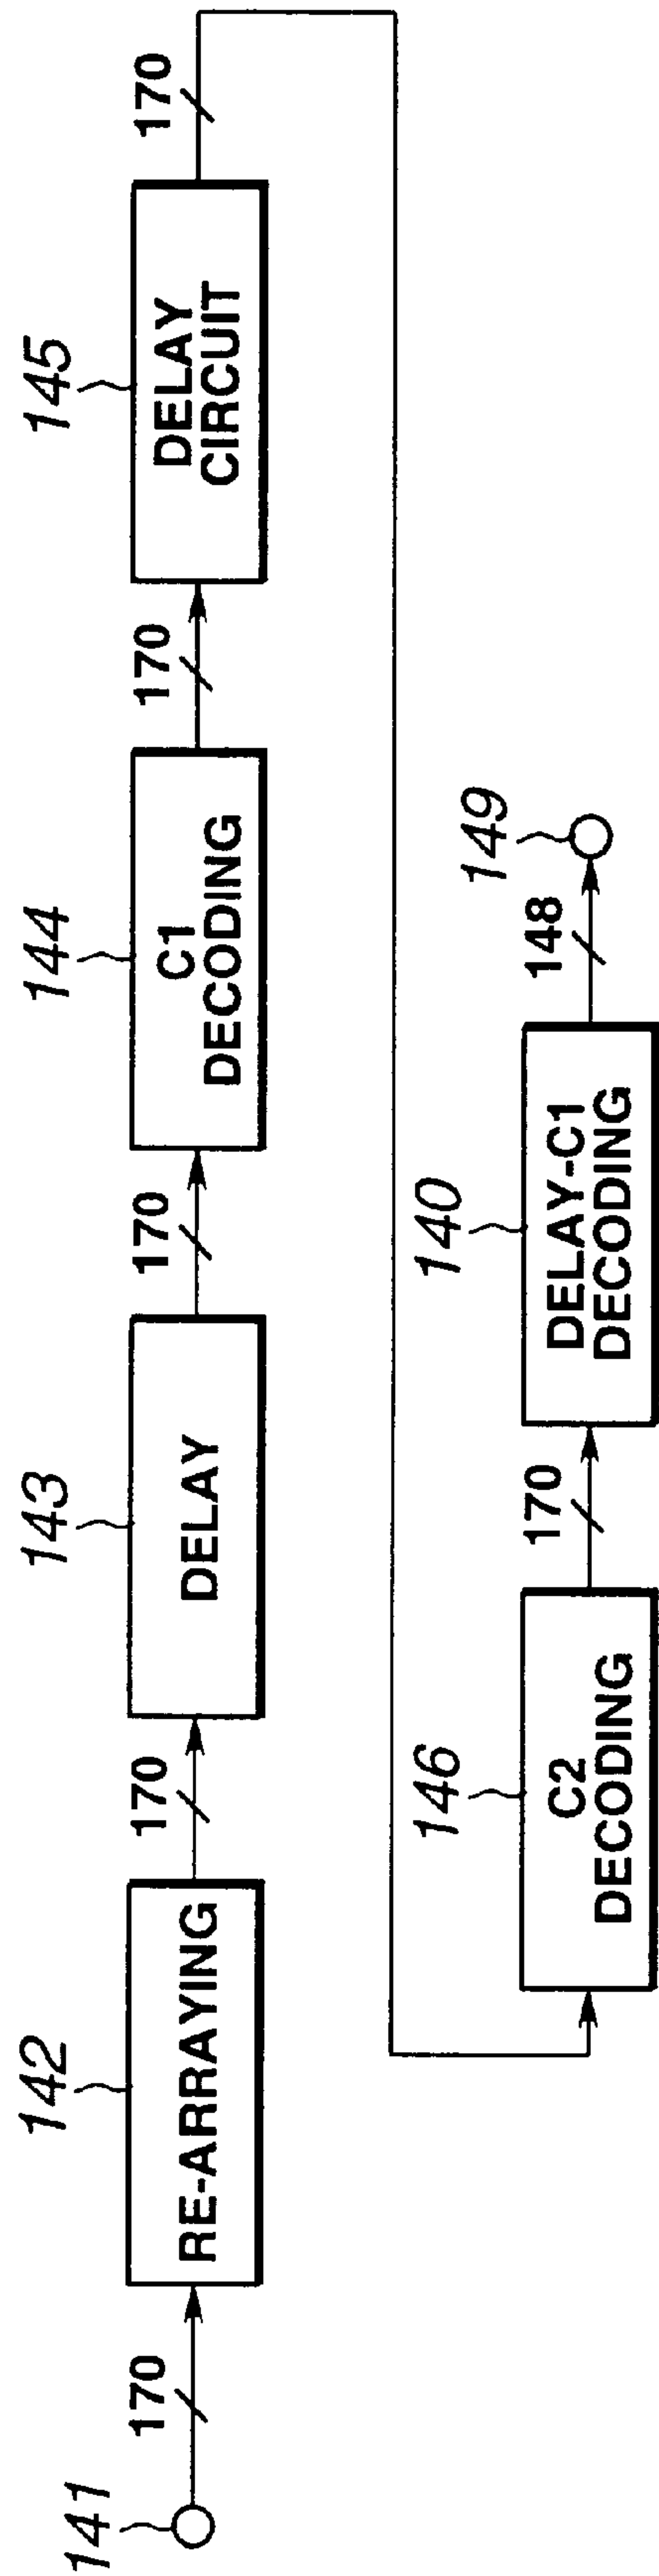 141
170
142
RE-ARRAYING
170
143
DELAY
170
144
C1
DECODING
170
145
DELAY
CIRCUIT
170
146
C2
DECODING
170
140
DELAY-C1
DECODING
148
149